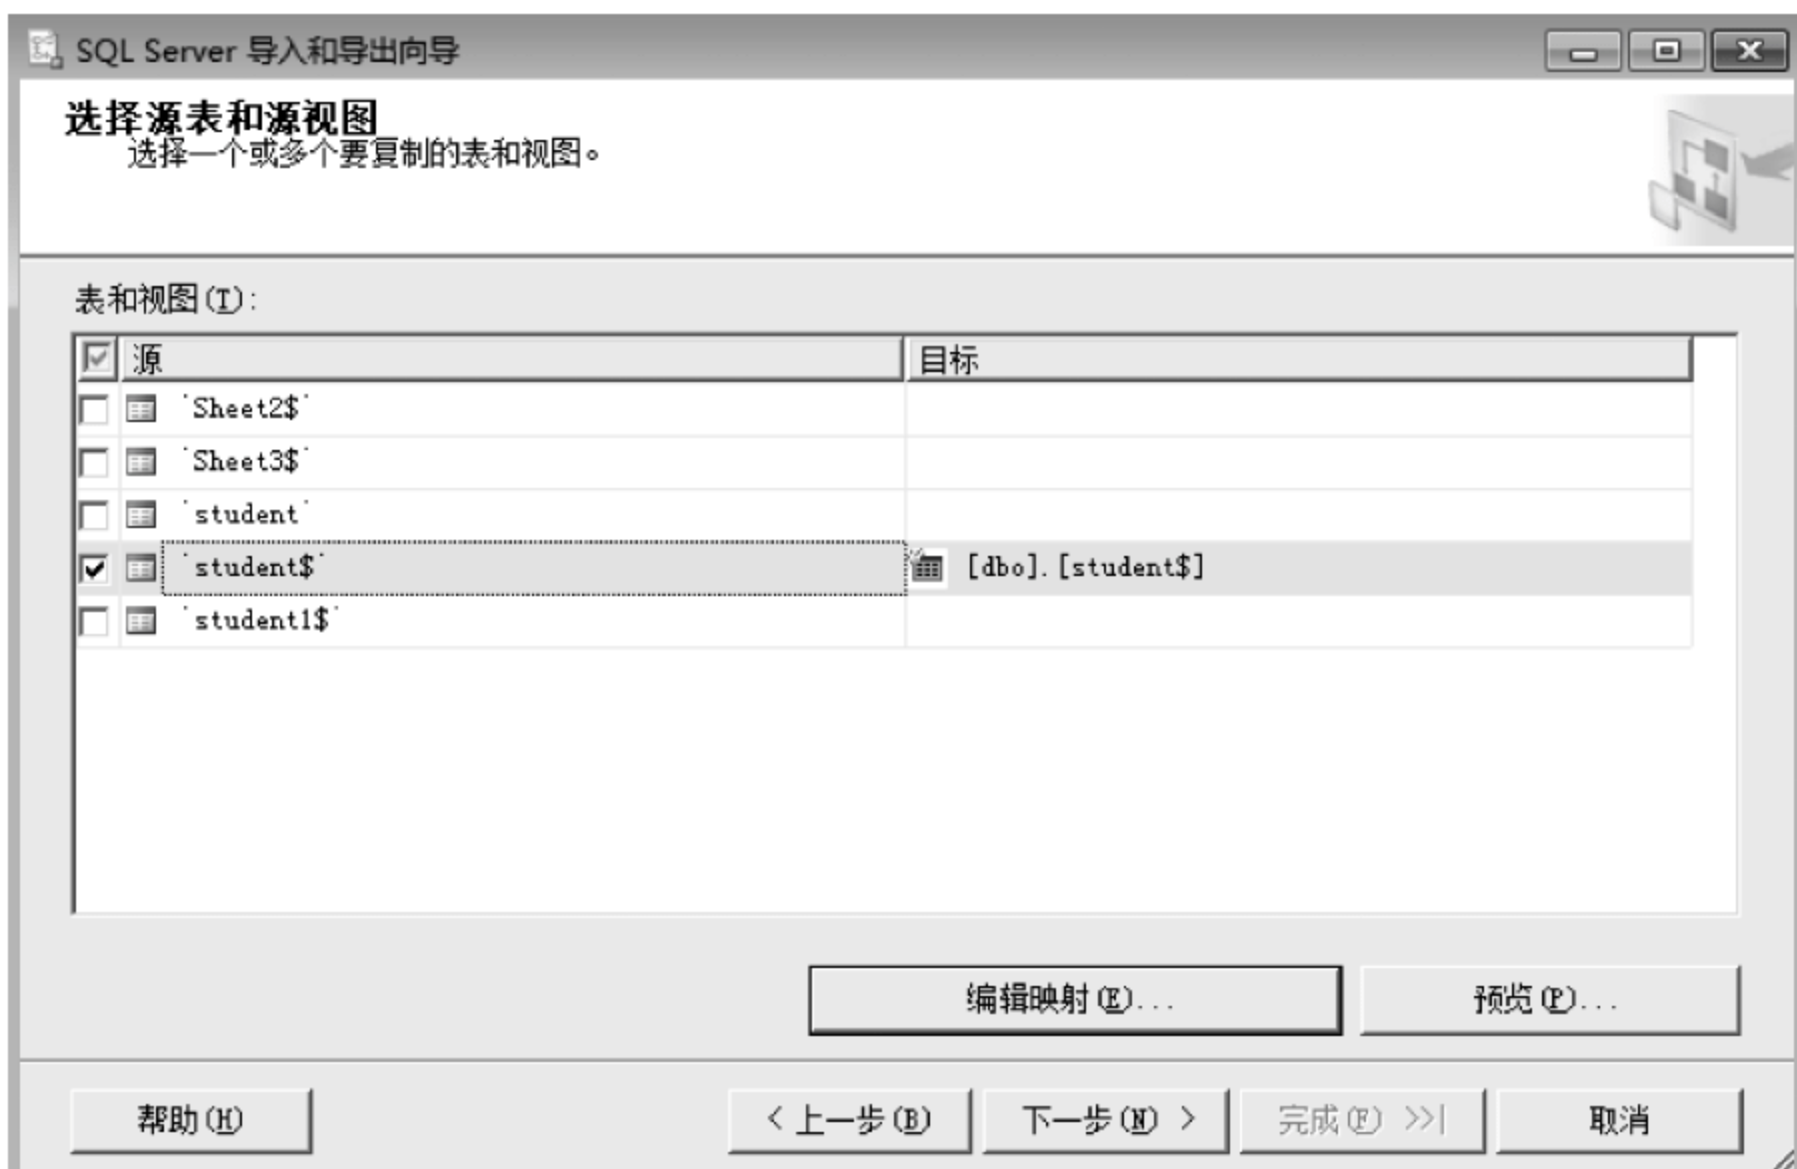 SQL Server 导入和导出向导
选择源表和源视图
选择一个或多个要复制的表和视图。
表和视图(T):
源 目标
`Sheet2$`
`Sheet3$`
`student`
`student$` [dbo].[student$]
`student1$`
编辑映射(E)... 预览(P)...
帮助(H) < 上一步(B) 下一步(N) > 完成(F) >>| 取消